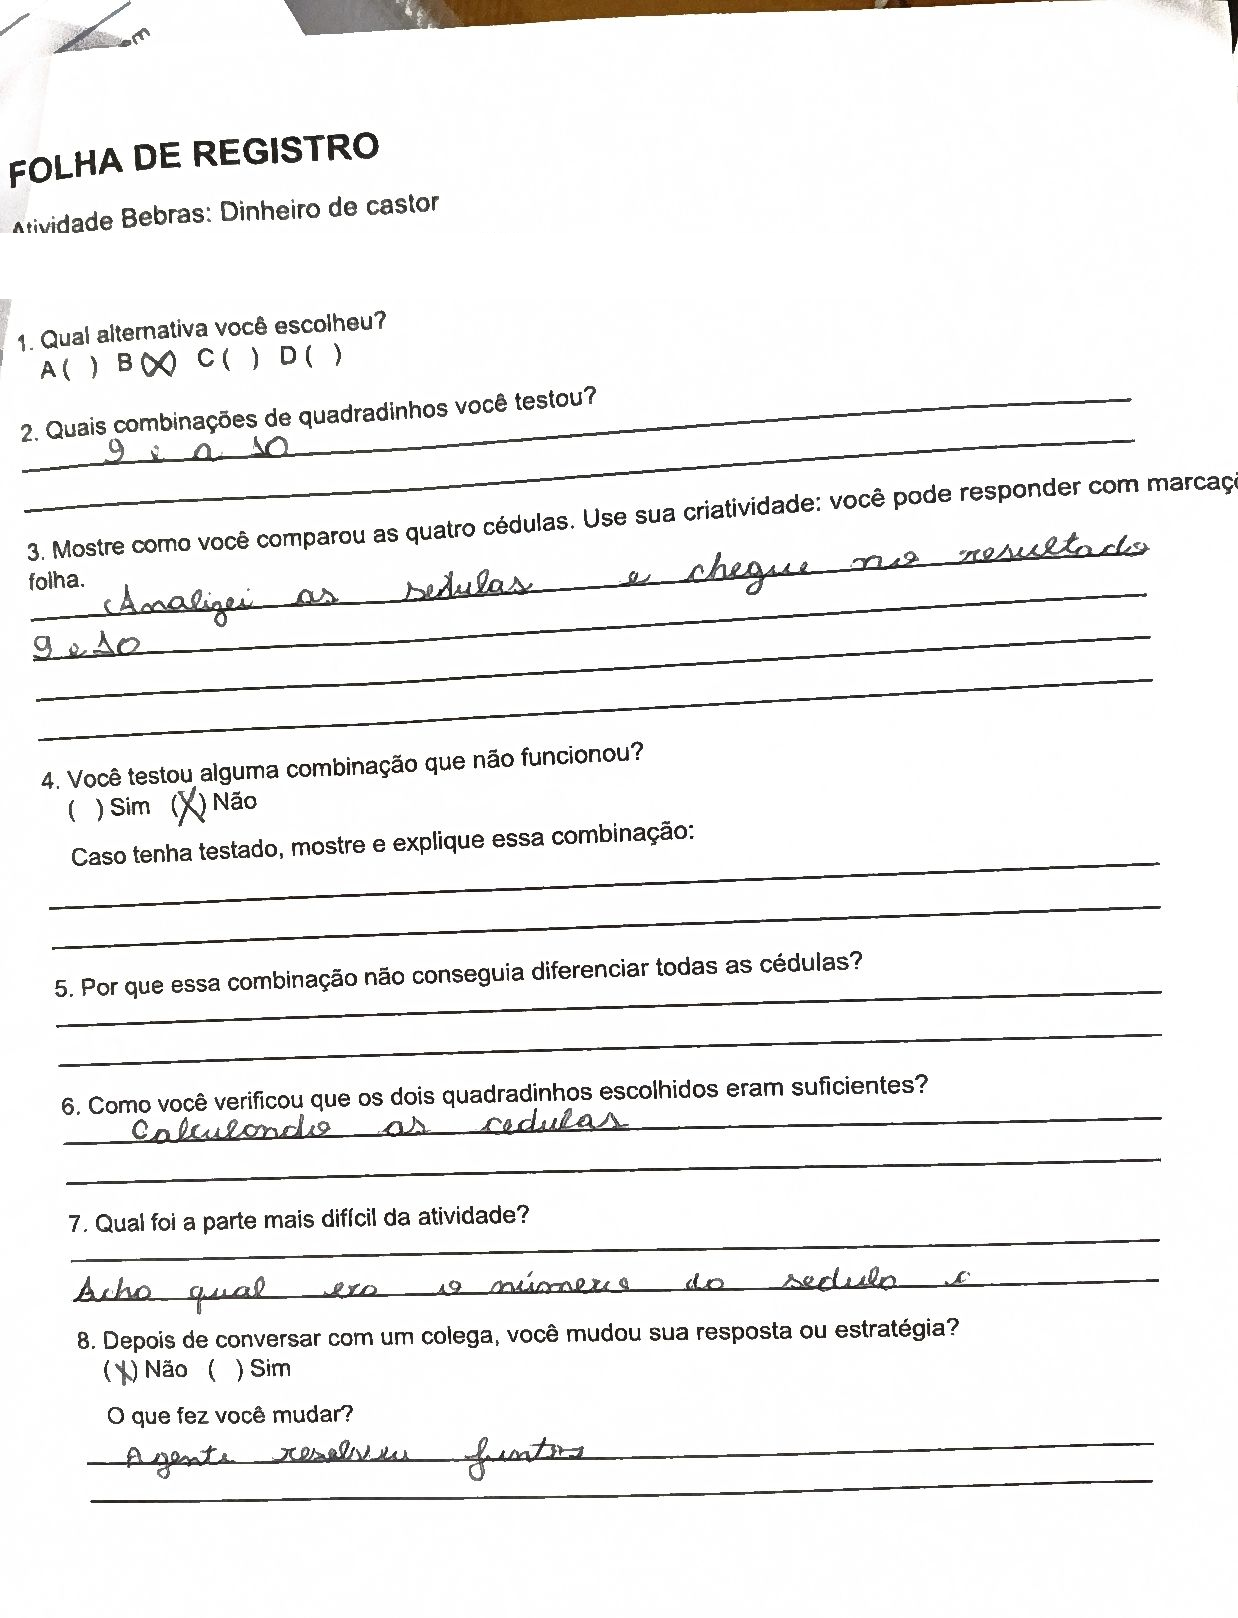 FOLHA DE REGISTRO
Atividade Bebras: Dinheiro de castor
1. Qual alternativa você escolheu?
A ( ) B (X) C ( ) D ( )
2. Quais combinações de quadradinhos você testou?
9 e a 10
3. Mostre como você comparou as quatro cédulas. Use sua criatividade: você pode responder com marcaç
folha.
Analizei as sedulas e chegue no resultado
9 e 10
4. Você testou alguma combinação que não funcionou?
( ) Sim (X) Não
Caso tenha testado, mostre e explique essa combinação:
5. Por que essa combinação não conseguia diferenciar todas as cédulas?
6. Como você verificou que os dois quadradinhos escolhidos eram suficientes?
Calculando as cedulas
7. Qual foi a parte mais difícil da atividade?
Acha qual era o número da sedula
8. Depois de conversar com um colega, você mudou sua resposta ou estratégia?
(X) Não ( ) Sim
O que fez você mudar?
A gente resolveu juntos